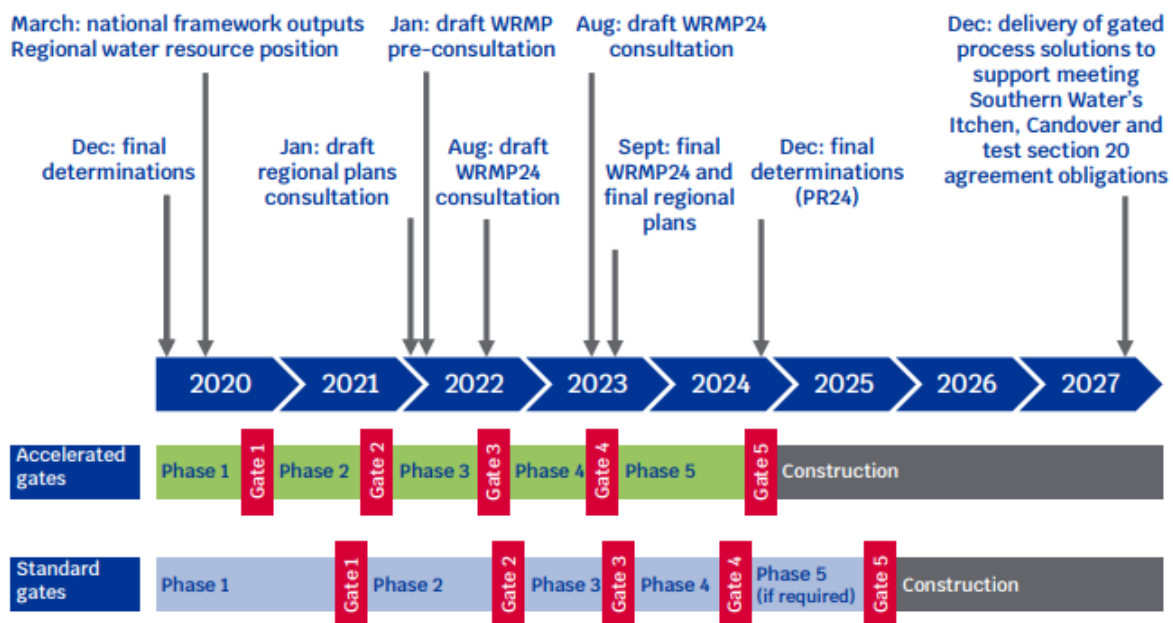 March: national framework outputs
Regional water resource position
Jan: draft WRMP
pre-consultation
Aug: draft WRMP24
consultation
Dec: delivery of gated
process solutions to
support meeting
Southern Water's
Itchen, Candover and
test section 20
agreement obligations
Dec: final
determinations
Jan: draft
regional plans
consultation
Aug: draft
WRMP24
consultation
Sept: final
WRMP24 and
final regional
plans
Dec: final
determinations
(PR24)
2020
2021
2022
2023
2024
2025
2026
2027
Accelerated
gates
Phase 1
Gate 1
Phase 2
Gate 2
Phase 3
Gate 3
Phase 4
Gate 4
Phase 5
Gate 5
Construction
Standard
gates
Phase 1
Gate 1
Phase 2
Gate 2
Phase 3
Gate 3
Phase 4
Gate 4
Phase 5
(if required)
Gate 5
Construction